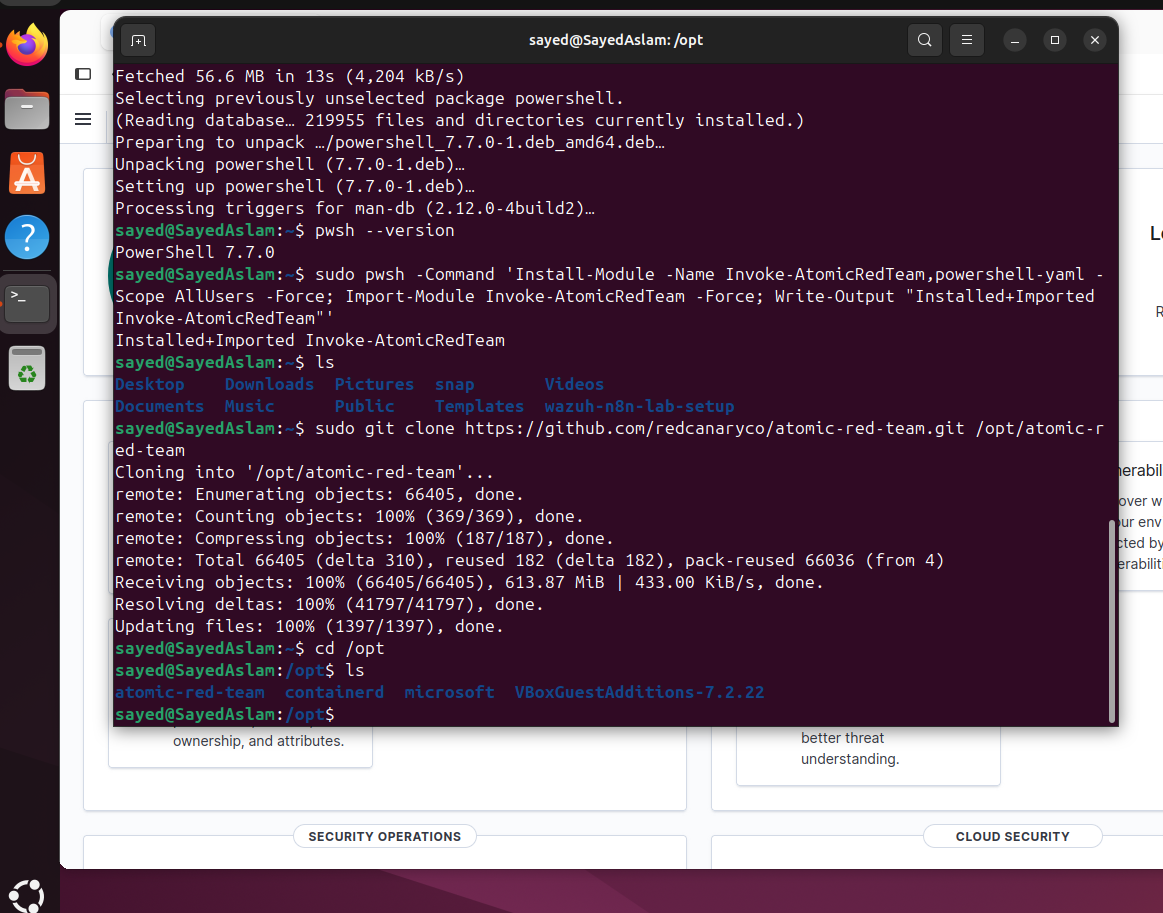 sayed@SayedAslam: /opt
Fetched 56.6 MB in 13s (4,204 kB/s)
Selecting previously unselected package powershell.
(Reading database… 219955 files and directories currently installed.)
Preparing to unpack …/powershell_7.7.0-1.deb_amd64.deb…
Unpacking powershell (7.7.0-1.deb)…
Setting up powershell (7.7.0-1.deb)…
Processing triggers for man-db (2.12.0-4build2)…
sayed@SayedAslam:~$ pwsh --version
PowerShell 7.7.0
sayed@SayedAslam:~$ sudo pwsh -Command 'Install-Module -Name Invoke-AtomicRedTeam,powershell-yaml -
Scope AllUsers -Force; Import-Module Invoke-AtomicRedTeam -Force; Write-Output "Installed+Imported
Invoke-AtomicRedTeam"'
Installed+Imported Invoke-AtomicRedTeam
sayed@SayedAslam:~$ ls
Desktop Downloads Pictures snap Videos
Documents Music Public Templates wazuh-n8n-lab-setup
sayed@SayedAslam:~$ sudo git clone https://github.com/redcanaryco/atomic-red-team.git /opt/atomic-r
ed-team
Cloning into '/opt/atomic-red-team'...
remote: Enumerating objects: 66405, done.
remote: Counting objects: 100% (369/369), done.
remote: Compressing objects: 100% (187/187), done.
remote: Total 66405 (delta 310), reused 182 (delta 182), pack-reused 66036 (from 4)
Receiving objects: 100% (66405/66405), 613.87 MiB | 433.00 KiB/s, done.
Resolving deltas: 100% (41797/41797), done.
Updating files: 100% (1397/1397), done.
sayed@SayedAslam:~$ cd /opt
sayed@SayedAslam:/opt$ ls
atomic-red-team containerd microsoft VBoxGuestAdditions-7.2.22
sayed@SayedAslam:/opt$
ownership, and attributes.
better threat
understanding.
SECURITY OPERATIONS
CLOUD SECURITY